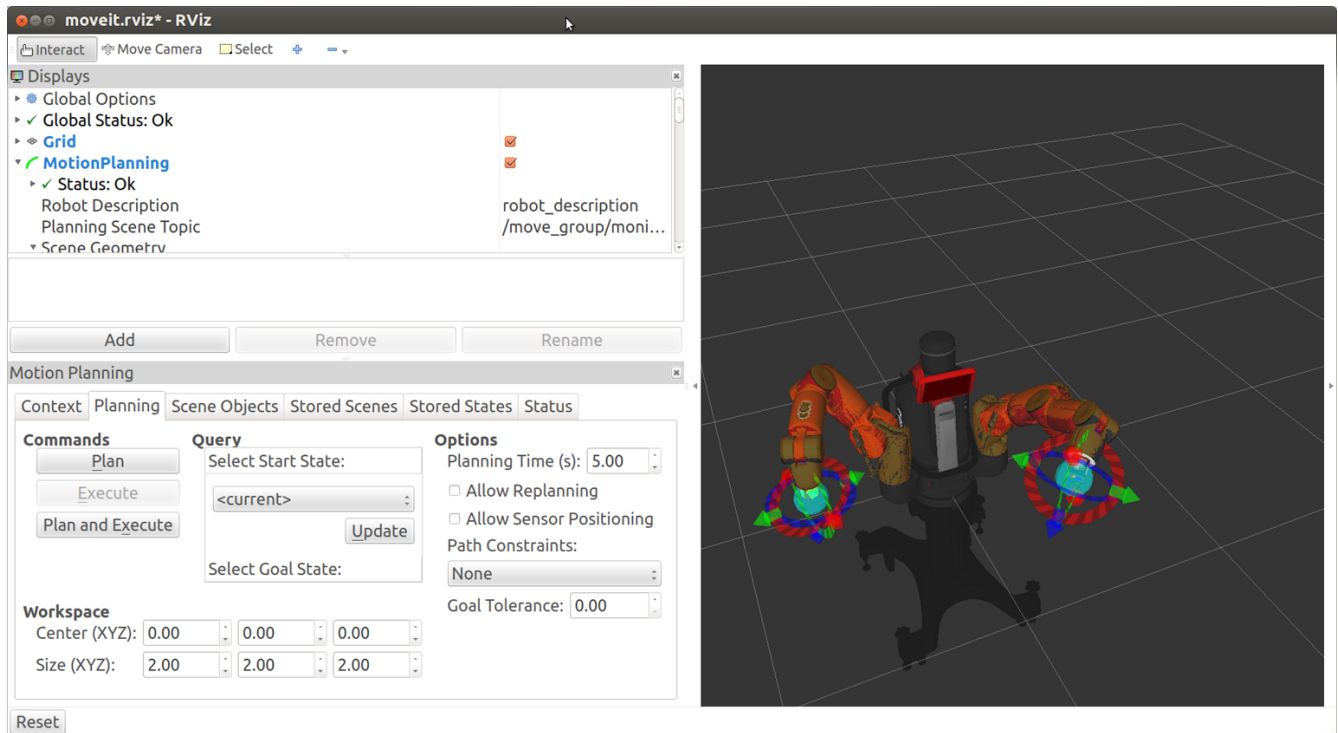 moveit.rviz* - RViz
Interact Move Camera Select
Displays
Global Options
Global Status: Ok
Grid
MotionPlanning
Status: Ok
Robot Description robot_description
Planning Scene Topic /move_group/moni...
Scene Geometry
Add Remove Rename
Motion Planning
Context Planning Scene Objects Stored Scenes Stored States Status
Commands
Plan
Execute
Plan and Execute
Query
Select Start State:
<current>
Update
Select Goal State:
Options
Planning Time (s): 5.00
Allow Replanning
Allow Sensor Positioning
Path Constraints:
None
Goal Tolerance: 0.00
Workspace
Center (XYZ): 0.00 0.00 0.00
Size (XYZ): 2.00 2.00 2.00
Reset